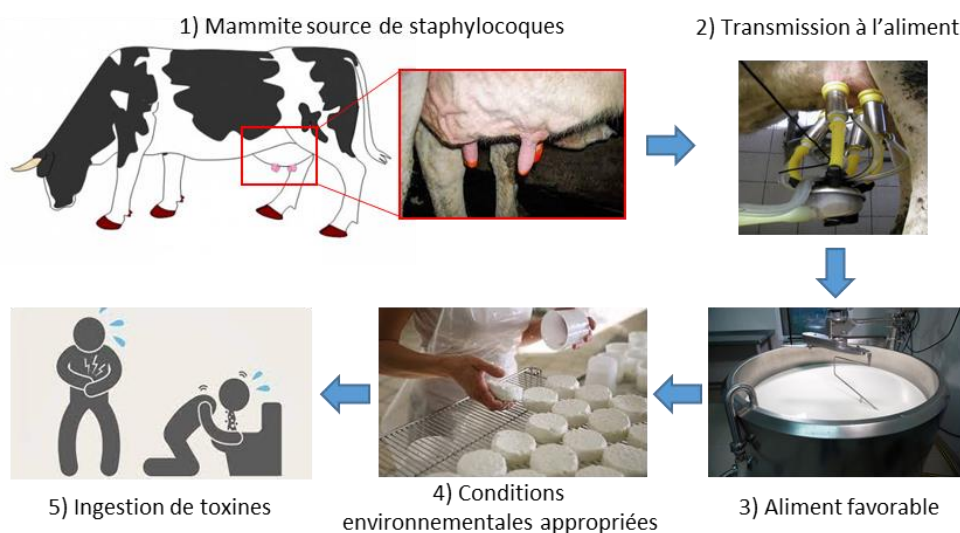 1) Mammite source de staphylocoques
2) Transmission à l'aliment
3) Aliment favorable
4) Conditions
environnementales appropriées
5) Ingestion de toxines